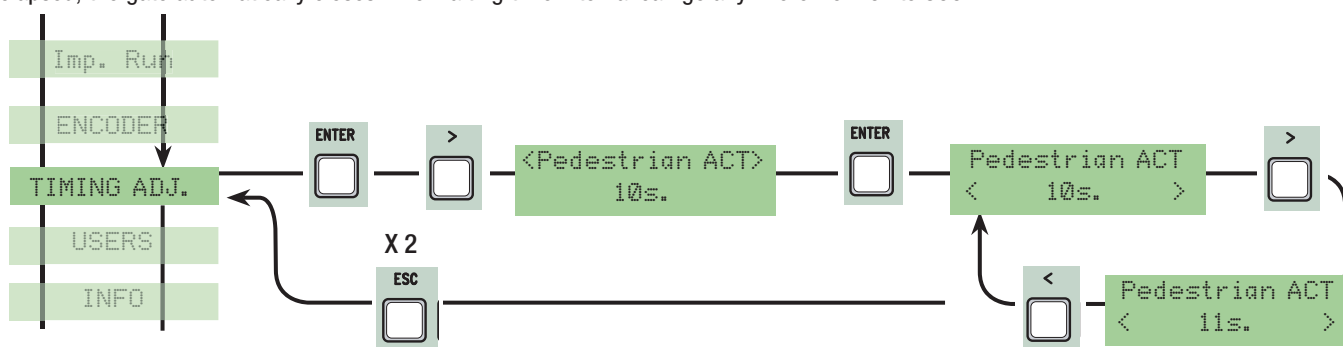 Imp. Run
ENCODER
TIMING ADJ.
USERS
INFO
ENTER
>
<Pedestrian ACT>
10s.
ENTER
Pedestrian ACT
< 10s. >
>
X 2
ESC
<
Pedestrian ACT
< 11s. >